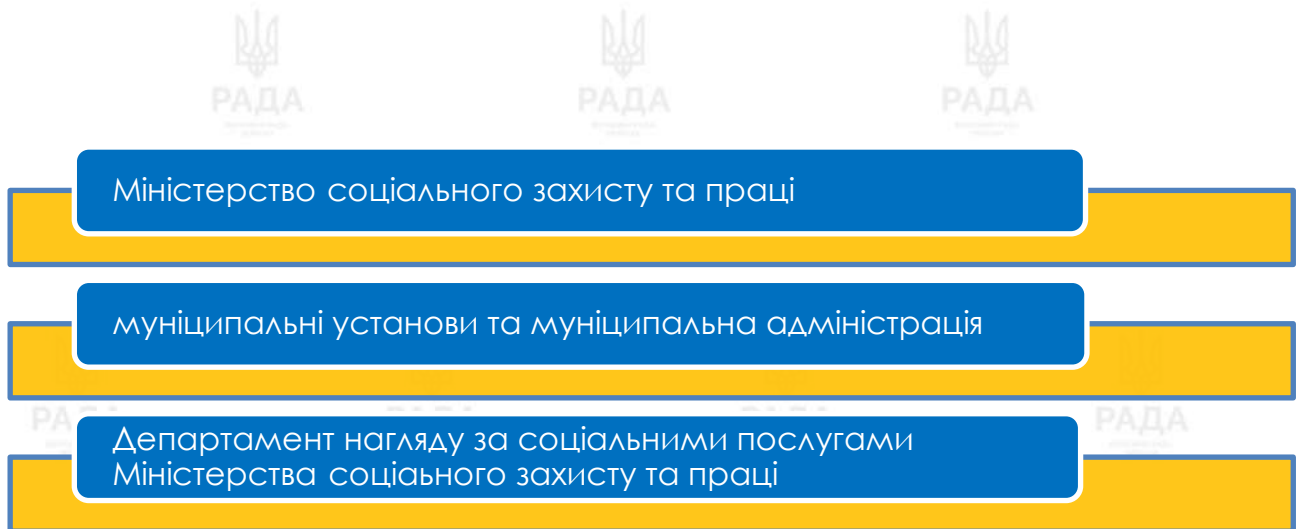 РАДА
РАДА
РАДА
Міністерство соціального захисту та праці
муніципальні установи та муніципальна адміністрація
РАДА
Департамент нагляду за соціальними послугами
Міністерства соціаьного захисту та праці